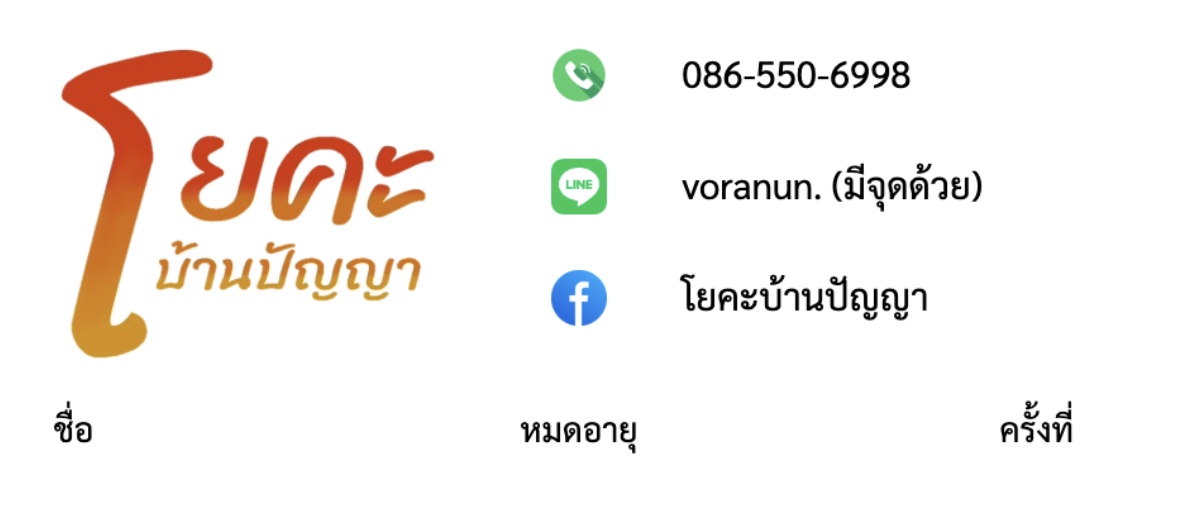 โยคะ
บ้านปัญญา
086-550-6998
LINE
voranun. (มีจุดด้วย)
โยคะบ้านปัญญา
ชื่อ หมดอายุ ครั้งที่